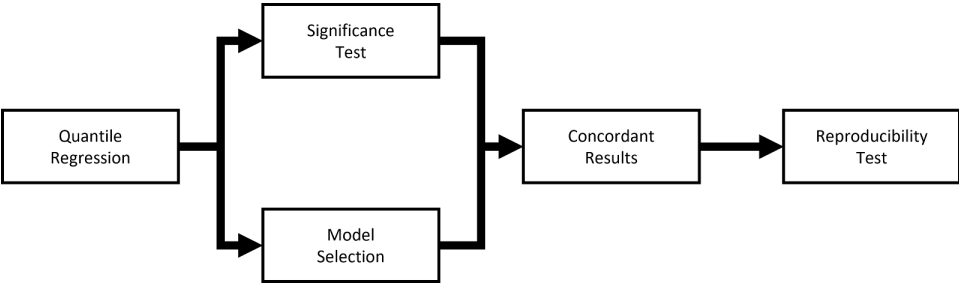 Quantile
Regression
Significance
Test
Model
Selection
Concordant
Results
Reproducibility
Test